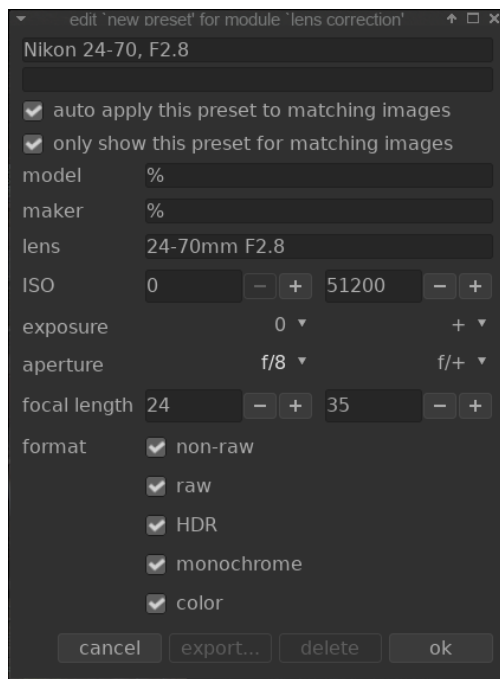 edit `new preset' for module `lens correction'
Nikon 24-70, F2.8
auto apply this preset to matching images
only show this preset for matching images
model %
maker %
lens 24-70mm F2.8
ISO 0 − + 51200 − +
exposure 0 ▾ + ▾
aperture f/8 ▾ f/+ ▾
focal length 24 − + 35 − +
format non-raw
raw
HDR
monochrome
color
cancel export... delete ok